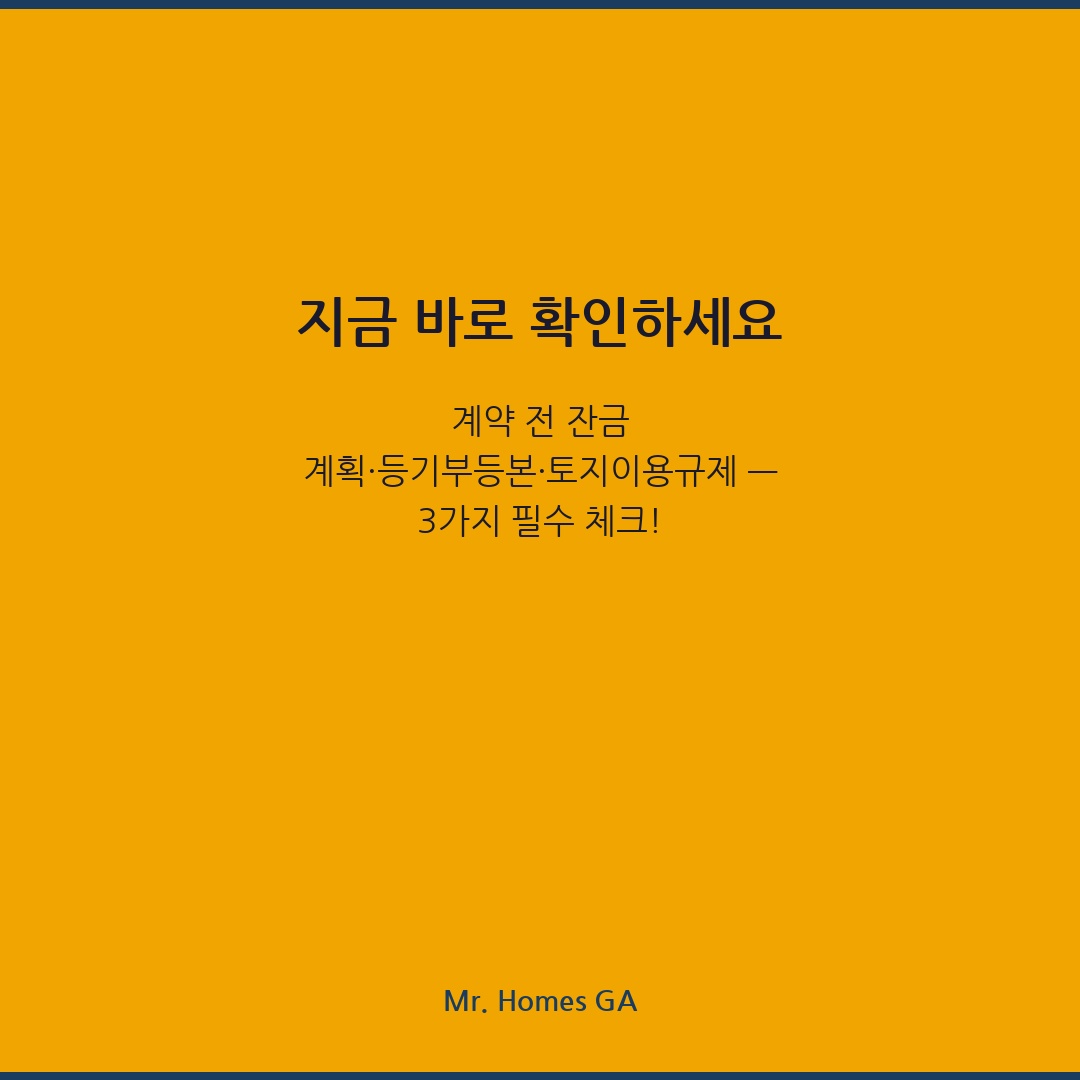 지금 바로 확인하세요
계약 전 잔금
계획·등기부등본·토지이용규제 —
3가지 필수 체크!
Mr. Homes GA